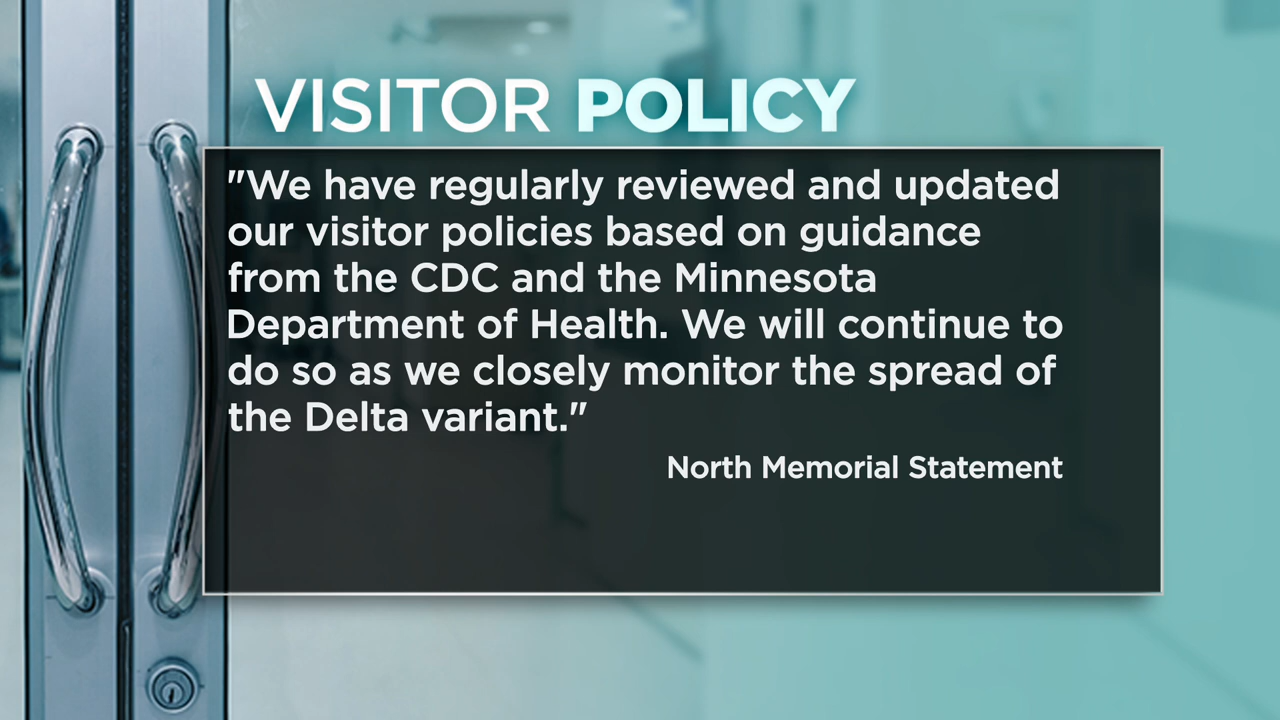 VISITOR POLICY
"We have regularly reviewed and updated
our visitor policies based on guidance
from the CDC and the Minnesota
Department of Health. We will continue to
do so as we closely monitor the spread of
the Delta variant."
North Memorial Statement